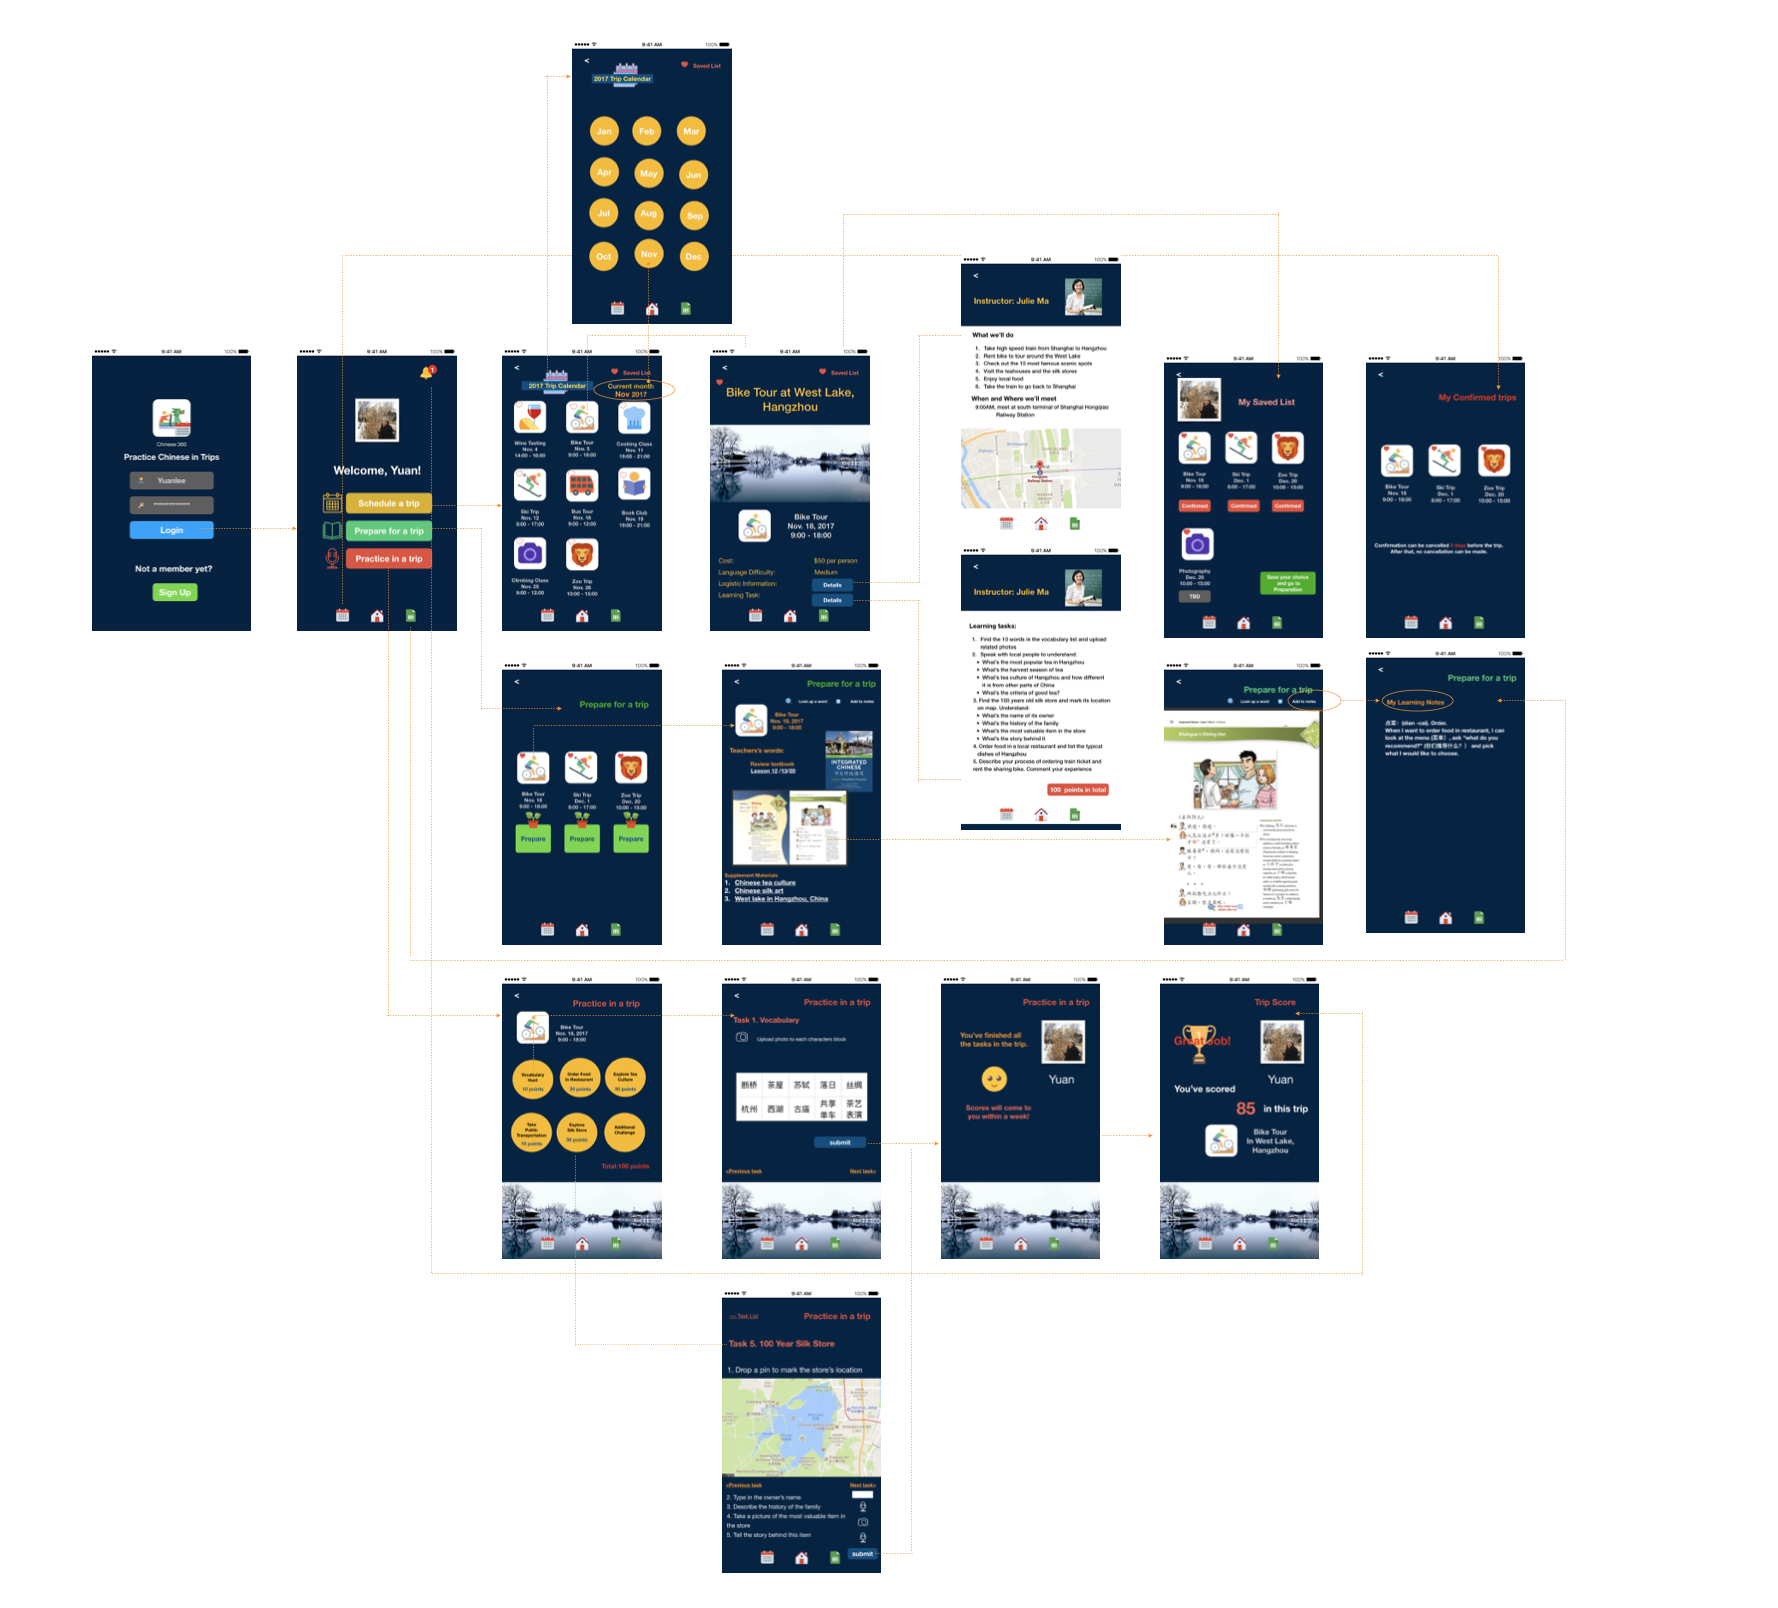 9:41 AM
100%
<
2017 Trip Calendar
Saved List
Jan
Feb
Mar
Apr
May
Jun
Jul
Aug
Sep
Oct
Nov
Dec
9:41 AM
100%
Chinese 360
Practice Chinese in Trips
Yuanlee
************
Login
Not a member yet?
Sign Up
9:41 AM
100%
1
Welcome, Yuan!
Schedule a trip
Prepare for a trip
Practice in a trip
9:41 AM
100%
<
Saved List
2017 Trip Calendar
Current month
Nov 2017
Wine Tasting
Nov. 4
14:00 - 16:00
Bike Tour
Nov. 5
9:00 - 18:00
Cooking Class
Nov. 11
19:00 - 21:00
Ski Trip
Nov. 12
8:00 - 17:00
Bus Tour
Nov. 18
9:00 - 12:00
Book Club
Nov. 19
19:00 - 21:00
Climbing Class
Nov. 25
9:00 - 12:00
Zoo Trip
Nov. 26
10:00 - 15:00
9:41 AM
100%
<
Saved List
Bike Tour at West Lake,
Hangzhou
Bike Tour
Nov. 18, 2017
9:00 - 18:00
Cost:
$50 per person
Language Difficulty:
Medium
Logistic Information:
Details
Learning Task:
Details
9:41 AM
100%
<
Instructor: Julie Ma
What we'll do
1. Take high speed train from Shanghai to Hangzhou
2. Rent bike to tour around the West Lake
3. Check out the 10 most famous scenic spots
4. Visit the teahouses and the silk stores
5. Enjoy local food
6. Take the train to go back to Shanghai
When and Where we'll meet
9:00AM, meet at south terminal of Shanghai Hongqiao
Railway Station
9:41 AM
100%
<
Instructor: Julie Ma
Learning tasks:
1. Find the 10 words in the vocabulary list and upload
related photos
2. Speak with local people to understand:
• What's the most popular tea in Hangzhou
• What's the harvest season of tea
• What's tea culture of Hangzhou and how different
it is from other parts of China
• What's the criteria of good tea?
3. Find the 100 years old silk store and mark its location
on map. Understand:
• What's the name of its owner
• What's the history of the family
• What's the most valuable item in the store
• What's the story behind it
4. Order food in a local restaurant and list the typical
dishes of Hangzhou
5. Describe your process of ordering train ticket and
rent the sharing bike. Comment your experience
100 points in total
9:41 AM
100%
<
My Saved List
Bike Tour
Nov. 18
9:00 - 18:00
Ski Trip
Dec. 1
8:00 - 17:00
Zoo Trip
Dec. 20
10:00 - 15:00
Confirmed
Confirmed
Confirmed
Photography
Dec. 20
10:00 - 15:00
TBD
Save your choice
and go to
Preparation
9:41 AM
100%
<
My Confirmed trips
Bike Tour
Nov. 18
9:00 - 18:00
Ski Trip
Dec. 1
8:00 - 17:00
Zoo Trip
Dec. 20
10:00 - 15:00
Confirmation can be cancelled 3 days before the trip.
After that, no cancellation can be made.
9:41 AM
100%
<
Prepare for a trip
Bike Tour
Nov. 18
9:00 - 18:00
Ski Trip
Dec. 1
8:00 - 17:00
Zoo Trip
Dec. 20
10:00 - 15:00
Prepare
Prepare
Prepare
9:41 AM
100%
<
Prepare for a trip
Look up a word
Add to notes
Bike Tour
Nov. 18, 2017
9:00 - 18:00
Teachers's words:
Review textbook
Lesson 12 /13/20
INTEGRATED
CHINESE
Supplement Materials
1. Chinese tea culture
2. Chinese silk art
3. West lake in Hangzhou, China
9:41 AM
100%
<
Prepare for a trip
Look up a word
Add to notes
Dialogue I: Dining Out
9:41 AM
100%
<
Prepare for a trip
My Learning Notes
点菜: (dian -cai), Order.
When I want to order food in restaurant, I can
look at the menu (菜单) , ask "what do you
recommend?" (你们推荐什么? ) and pick
what I would like to choose.
9:41 AM
100%
<
Practice in a trip
Bike Tour
Nov. 18, 2017
9:00 - 18:00
Vocabulary
Hunt
10 points
Order Food
in Restaurant
20 points
Explore Tea
Culture
30 points
Take
Public
Transportation
10 points
Explore
Silk Store
30 points
Additional
Challenge
Total:100 points
9:41 AM
100%
<
Practice in a trip
Task 1. Vocabulary
Upload photo to each characters block
断桥 茶屋 苏轼 落日 丝绸
杭州 西湖 古庙 共享单车 茶艺表演
submit
<Previous task
Next task>
9:41 AM
100%
Practice in a trip
You've finished all
the tasks in the trip.
Yuan
Scores will come to
you within a week!
9:41 AM
100%
Trip Score
Great Job!
Yuan
You've scored
85 in this trip
Bike Tour
In West Lake,
Hangzhou
9:41 AM
100%
<< Task List
Practice in a trip
Task 5. 100 Year Silk Store
1. Drop a pin to mark the store's location
<Previous task
Next task>
2. Type in the owner's name
3. Describe the history of the family
4. Take a picture of the most valuable item in
the store
5. Tell the story behind this item
submit